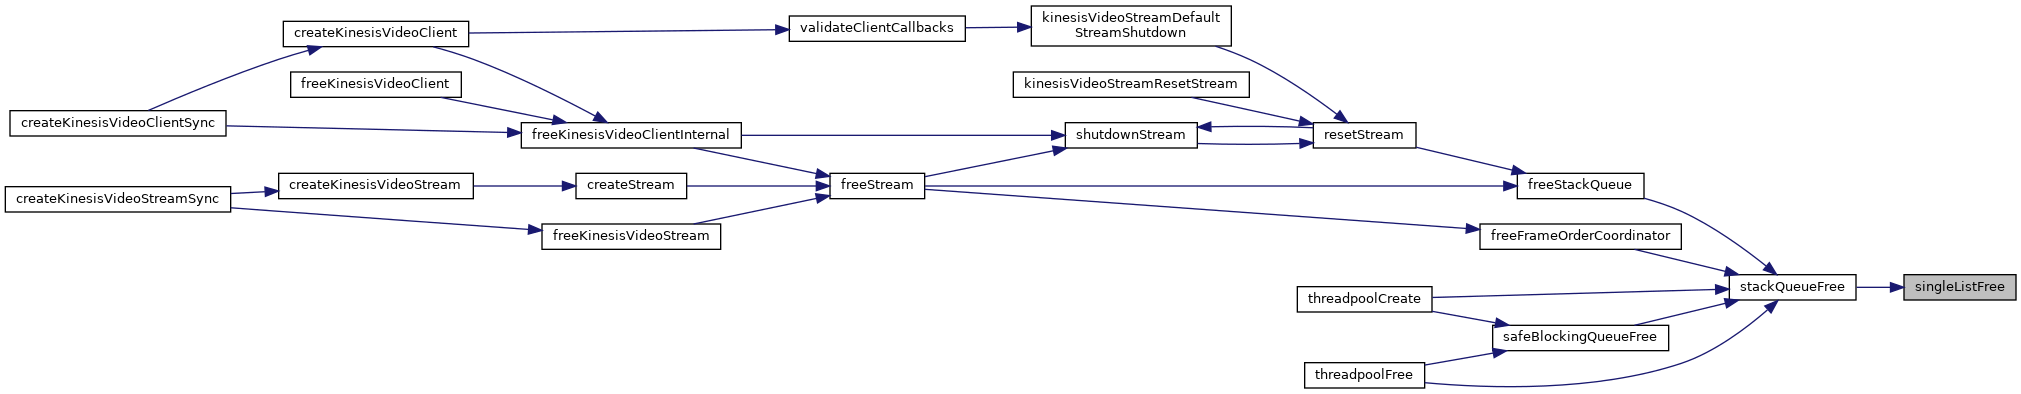 kinesisVideoStreamDefault
StreamShutdown
validateClientCallbacks
createKinesisVideoClient
freeKinesisVideoClient
kinesisVideoStreamResetStream
createKinesisVideoClientSync
freeKinesisVideoClientInternal
shutdownStream
resetStream
createKinesisVideoStreamSync
createKinesisVideoStream
createStream
freeStream
freeStackQueue
freeKinesisVideoStream
freeFrameOrderCoordinator
stackQueueFree
singleListFree
threadpoolCreate
safeBlockingQueueFree
threadpoolFree